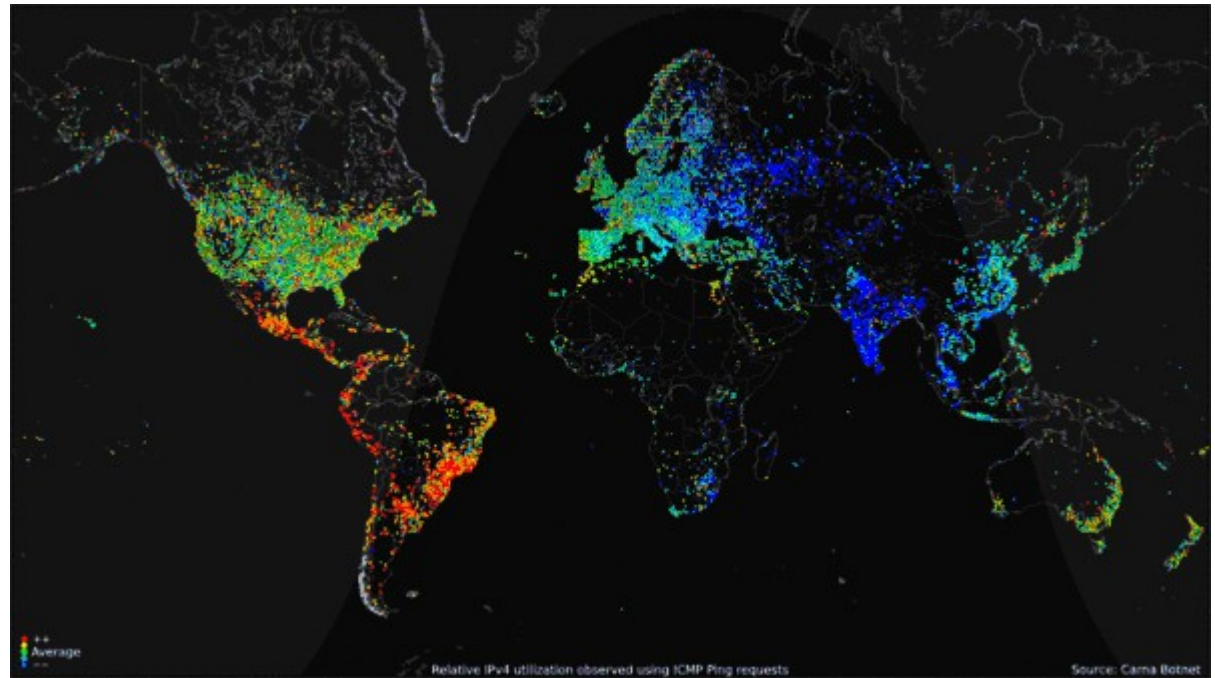 ++
Average
--
Relative IPv4 utilization observed using ICMP Ping requests
Source: Carna Botnet